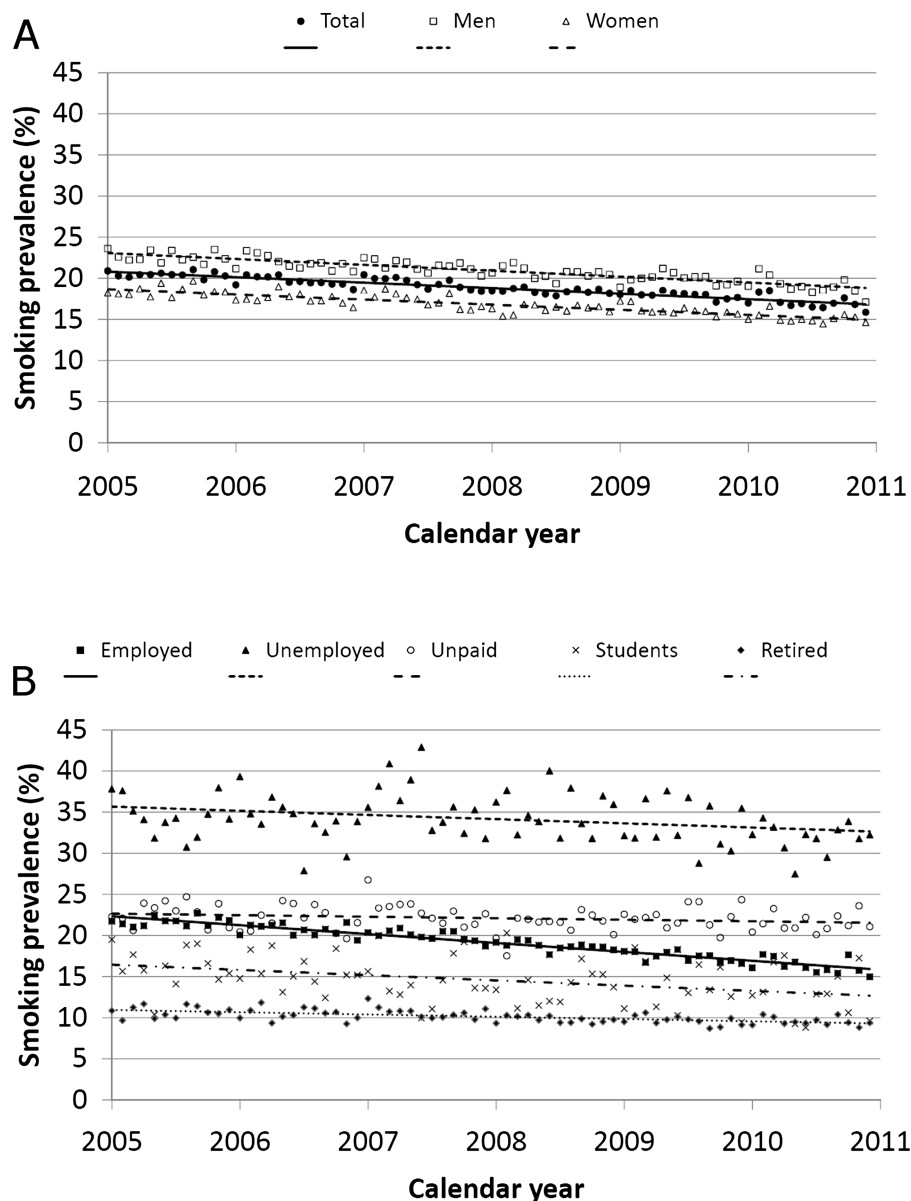 A
Total Men Women
45
40
35
30
25
20
15
10
5
0
Smoking prevalence (%)
2005 2006 2007 2008 2009 2010 2011
Calendar year
B
Employed Unemployed Unpaid Students Retired
45
40
35
30
25
20
15
10
5
0
Smoking prevalence (%)
2005 2006 2007 2008 2009 2010 2011
Calendar year